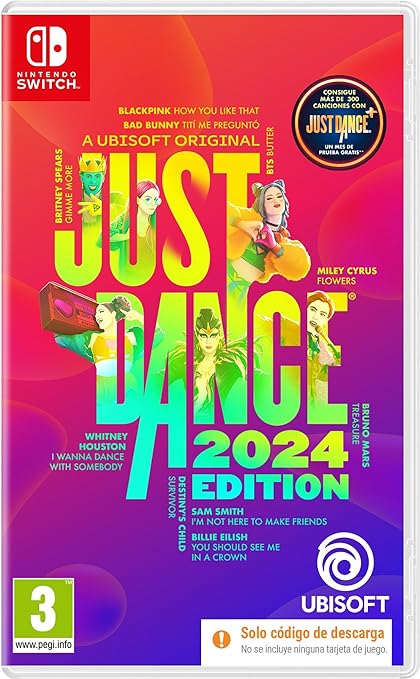 NINTENDO
SWITCH™
BLACKPINK HOW YOU LIKE THAT
BAD BUNNY TITÍ ME PREGUNTÓ
A UBISOFT ORIGINAL
CONSIGUE
MÁS DE 300
CANCIONES CON
JUST DANCE+
UN MES DE
PRUEBA GRATIS**
BRITNEY SPEARS
GIMME MORE
BTS BUTTER
JUST
MILEY CYRUS
FLOWERS
DANCE®
BRUNO MARS
TREASURE
WHITNEY
HOUSTON
I WANNA DANCE
WITH SOMEBODY
2024
EDITION
DESTINY'S CHILD
SURVIVOR
SAM SMITH
I'M NOT HERE TO MAKE FRIENDS
BILLIE EILISH
YOU SHOULD SEE ME
IN A CROWN
3
www.pegi.info
UBISOFT
! Solo código de descarga
No se incluye ninguna tarjeta de juego.